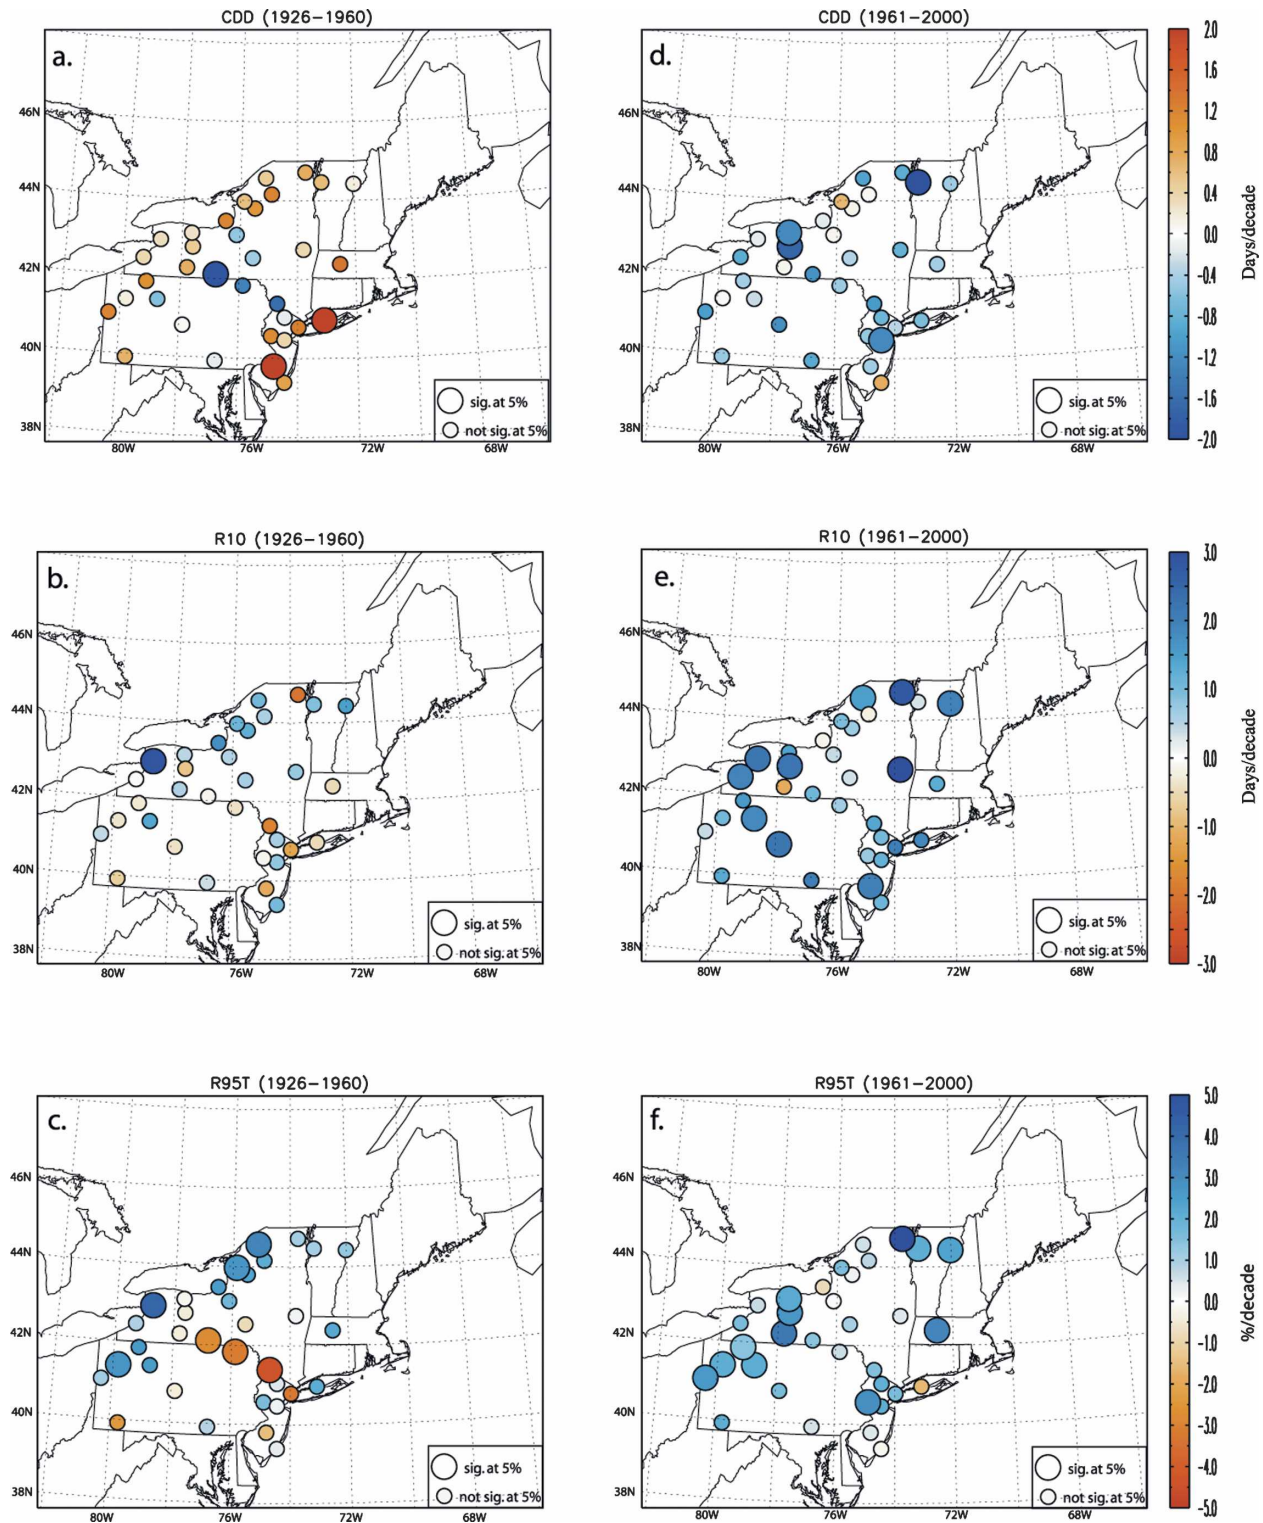 CDD (1926–1960)
CDD (1961–2000)
a.
46N
44N
42N
40N
38N
80W 76W 72W 68W
sig. at 5%
not sig. at 5%
d.
46N
44N
42N
40N
38N
80W 76W 72W 68W
sig. at 5%
not sig. at 5%
2.0
1.6
1.2
0.8
0.4
0.0
-0.4
-0.8
-1.2
-1.6
-2.0
Days/decade
R10 (1926–1960)
R10 (1961–2000)
b.
46N
44N
42N
40N
38N
80W 76W 72W 68W
sig. at 5%
not sig. at 5%
e.
46N
44N
42N
40N
38N
80W 76W 72W 68W
sig. at 5%
not sig. at 5%
3.0
2.0
1.0
0.0
-1.0
-2.0
-3.0
Days/decade
R95T (1926–1960)
R95T (1961–2000)
c.
46N
44N
42N
40N
38N
80W 76W 72W 68W
sig. at 5%
not sig. at 5%
f.
46N
44N
42N
40N
38N
80W 76W 72W 68W
sig. at 5%
not sig. at 5%
5.0
4.0
3.0
2.0
1.0
0.0
-1.0
-2.0
-3.0
-4.0
-5.0
%/decade